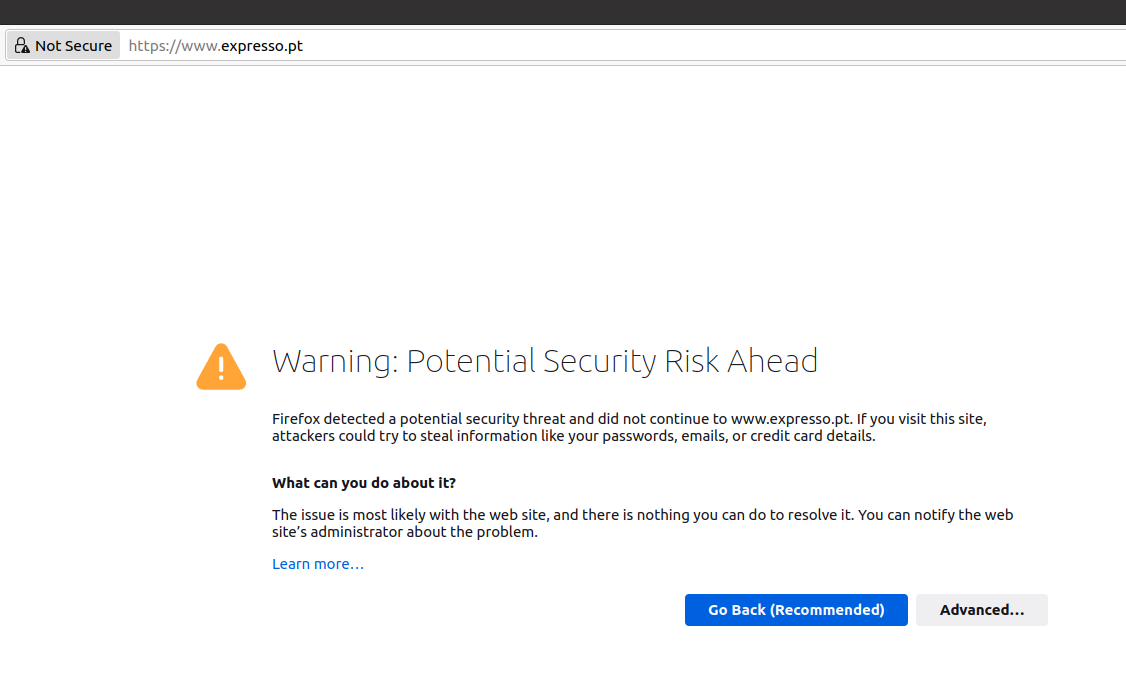 Not Secure https://www.expresso.pt
Warning: Potential Security Risk Ahead
Firefox detected a potential security threat and did not continue to www.expresso.pt. If you visit this site,
attackers could try to steal information like your passwords, emails, or credit card details.
What can you do about it?
The issue is most likely with the web site, and there is nothing you can do to resolve it. You can notify the web
site’s administrator about the problem.
Learn more…
Go Back (Recommended) Advanced…